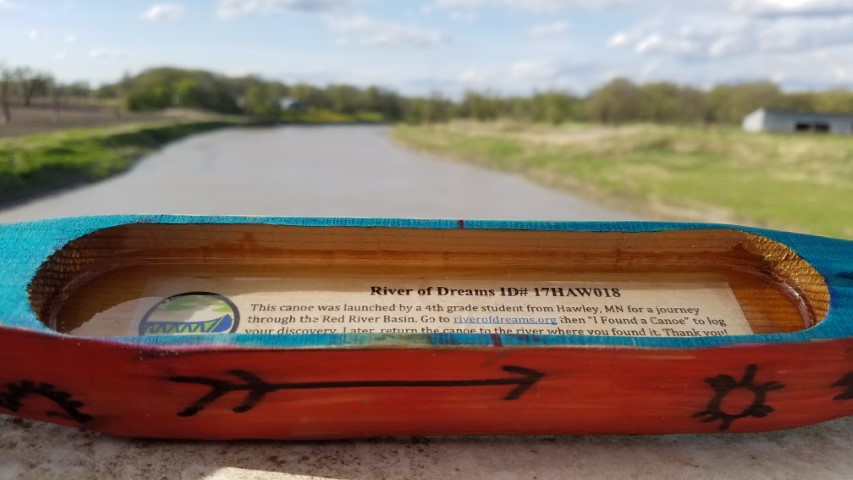 River of Dreams ID# 17HAW018
This canoe was launched by a 4th grade student from Hawley, MN for a journey
through the Red River Basin. Go to riverofdreams.org then "I Found a Canoe" to log
your discovery. Later, return the canoe to the river where you found it. Thank you!